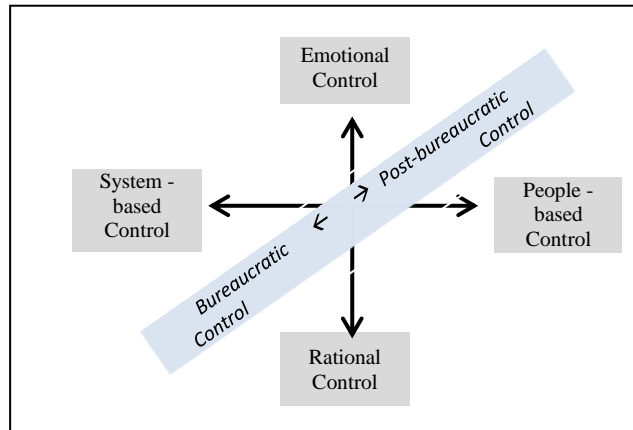 Emotional
Control
Post-bureaucratic
Control
System -
based
Control
People -
based
Control
Bureaucratic
Control
Rational
Control